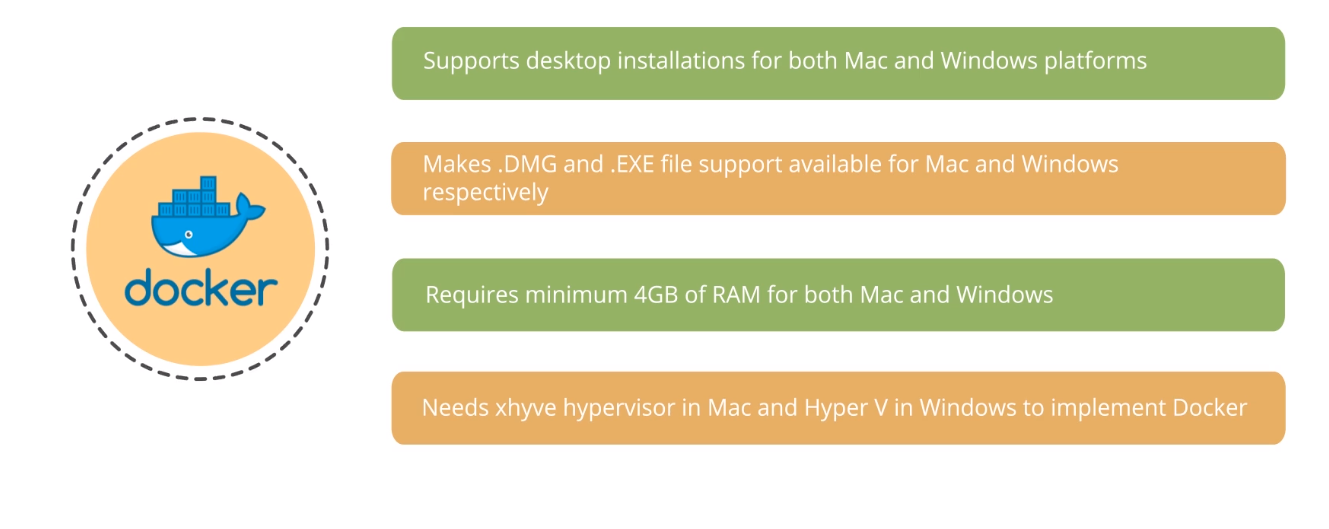 Supports desktop installations for both Mac and Windows platforms
Makes .DMG and .EXE file support available for Mac and Windows
respectively
docker
Requires minimum 4GB of RAM for both Mac and Windows
Needs xhyve hypervisor in Mac and Hyper V in Windows to implement Docker